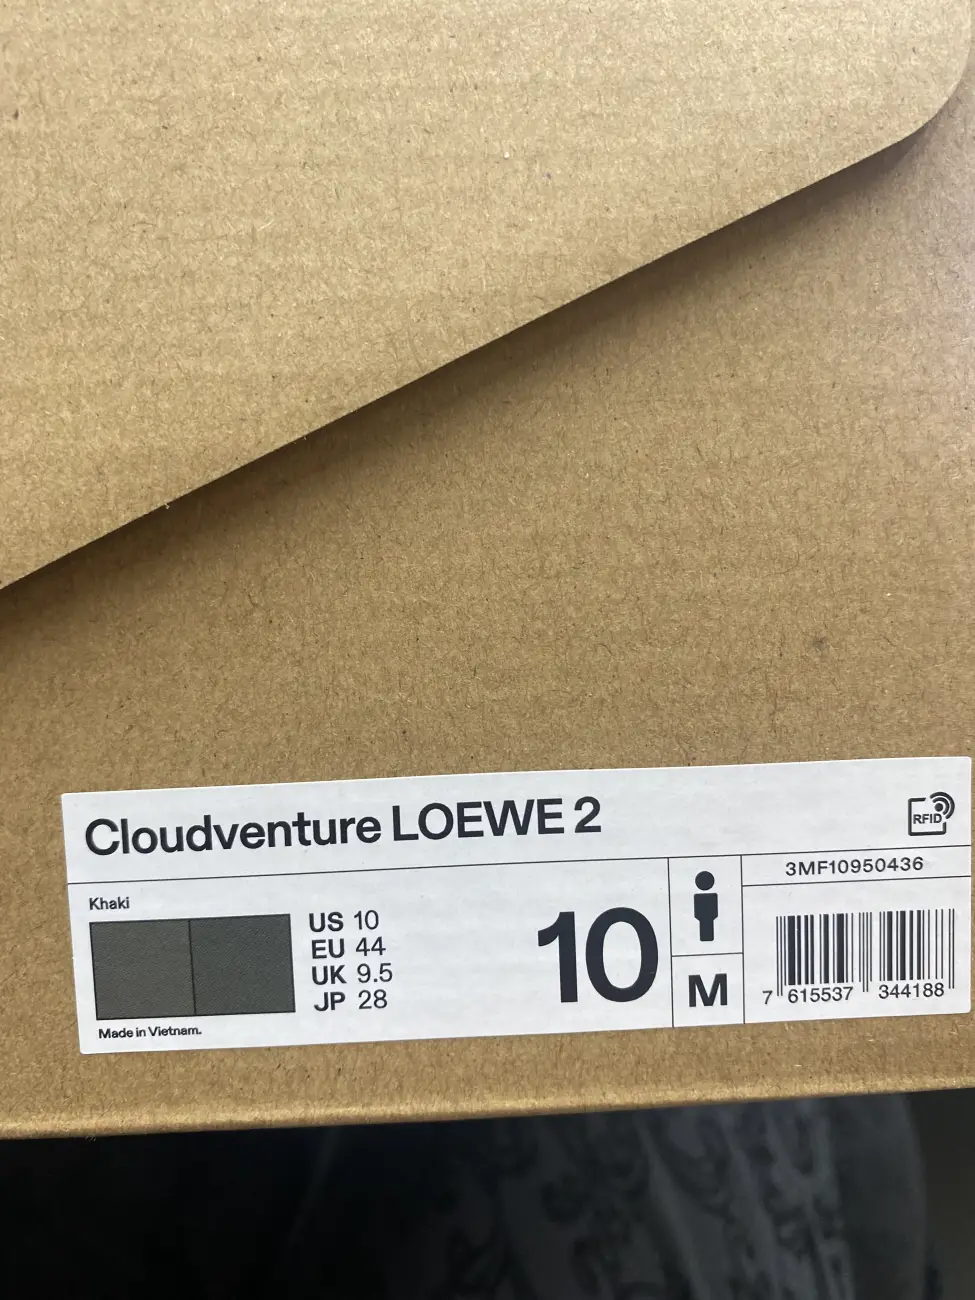 Cloudventure LOEWE 2
RFID
3MF10950436
Khaki
US 10
EU 44
UK 9.5
JP 28
10
M
7 615537 344188
Made in Vietnam.